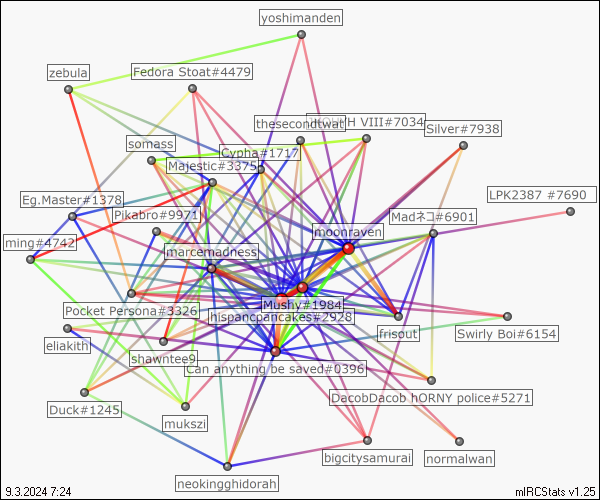 yoshimanden
zebula
Fedora Stoat#4479
thesecondtwat
VIII#7034
Silver#7938
somass
Cypha#1717
Majestic#3375
LPK2387 #7690
Eg.Master#1378
Pikabro#9971
Madネコ#6901
moonraven
ming#4742
marcemadness
Mushy#1984
Pocket Persona#3326
hispancpancakes#2928
frisout
Swirly Boi#6154
eliakith
shawntee9
Can anything be saved#0396
DacobDacob hORNY police#5271
Duck#1245
mukszi
bigcitysamurai
normalwan
neokingghidorah
9.3.2024 7:24
mIRCStats v1.25